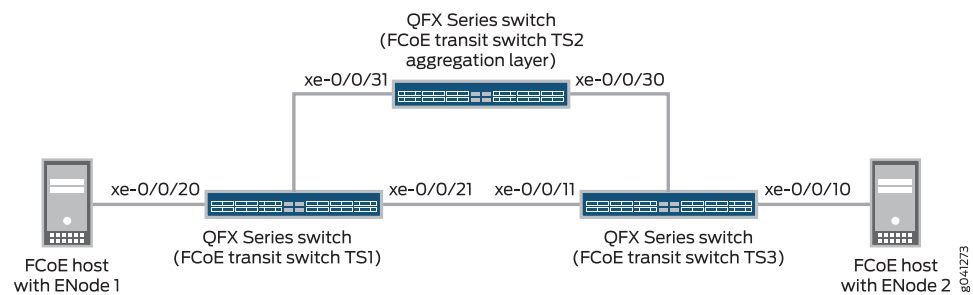 QFX Series switch
(FCoE transit switch TS2
aggregation layer)
xe-0/0/31
xe-0/0/30
xe-0/0/20
xe-0/0/21
xe-0/0/11
xe-0/0/10
QFX Series switch
(FCoE transit switch TS1)
QFX Series switch
(FCoE transit switch TS3)
FCoE host
with ENode 1
FCoE host
with ENode 2
g041273